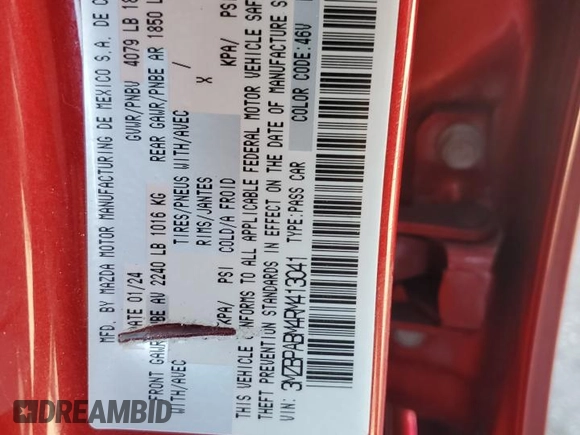 MFD. BY MAZDA MOTOR MANUFACTURING DE MEXICO S.A. DE C
DATE 01/24 GVWR/PNBV 4079 LB 18
FRONT GAWR BE AV 2240 LB 1016 KG REAR GAWR/PNBE AR 1850 L
WITH/AVEC TIRES/PNEUS WITH/AVEC /
RIMS/JANTES X
KPA/ PSI COLD/A FROID KPA/ PSI
THIS VEHICLE CONFORMS TO ALL APPLICABLE FEDERAL MOTOR VEHICLE SAF
THEFT PREVENTION STANDARDS IN EFFECT ON THE DATE OF MANUFACTURE S
VIN: 3MZBPABM4RM413041 TYPE:PASS CAR COLOR CODE:46V
DREAMBID